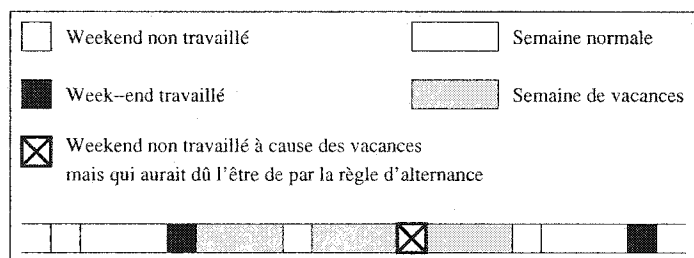 Weekend non travaillé
Semaine normale
Week--end travaillé
Semaine de vacances
Weekend non travaillé à cause des vacances
mais qui aurait dû l'être de par la règle d'alternance